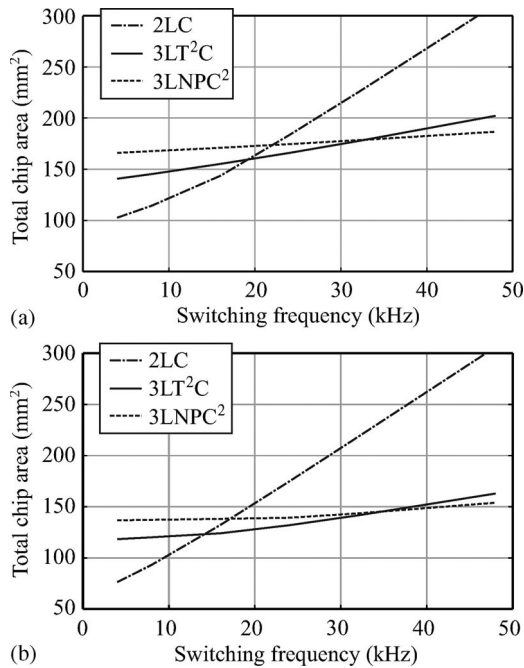 300
250
200
150
100
50
Total chip area (mm²)
2LC
3LT²C
3LNPC²
0 10 20 30 40 50
Switching frequency (kHz)
(a)
300
250
200
150
100
50
Total chip area (mm²)
2LC
3LT²C
3LNPC²
0 10 20 30 40 50
Switching frequency (kHz)
(b)